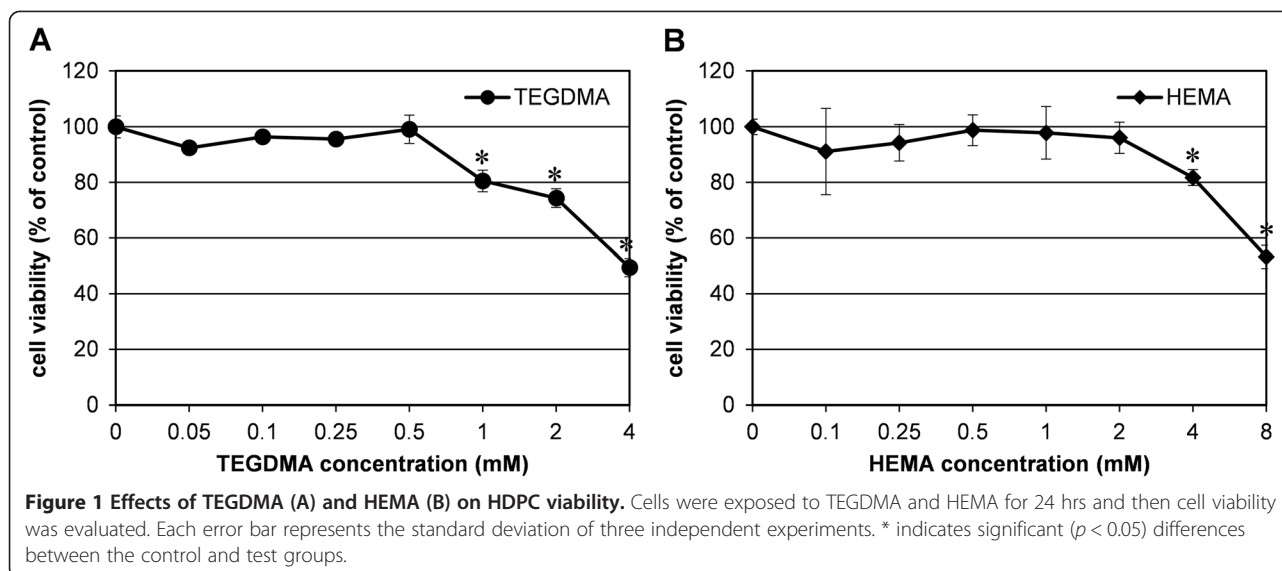 A
120
100
80
60
40
20
0
cell viability (% of control)
TEGDMA
*
*
*
0 0.05 0.1 0.25 0.5 1 2 4
TEGDMA concentration (mM)
B
120
100
80
60
40
20
0
cell viability (% of control)
HEMA
*
*
0 0.1 0.25 0.5 1 2 4 8
HEMA concentration (mM)
Figure 1 Effects of TEGDMA (A) and HEMA (B) on HDPC viability. Cells were exposed to TEGDMA and HEMA for 24 hrs and then cell viability
was evaluated. Each error bar represents the standard deviation of three independent experiments. * indicates significant (p < 0.05) differences
between the control and test groups.